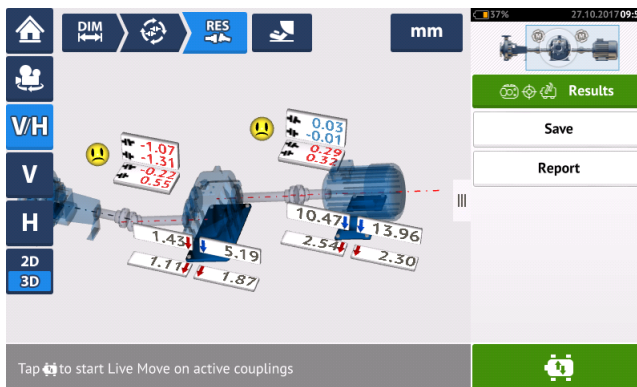 DIM
RES
mm
37%
27.10.2017 09:5
Results
Save
Report
V/H
V
H
2D
3D
-1.07
-1.31
-0.22
0.55
0.03
-0.01
0.29
0.32
1.43
5.19
1.11
1.87
10.47
13.96
2.54
2.30
Tap to start Live Move on active couplings